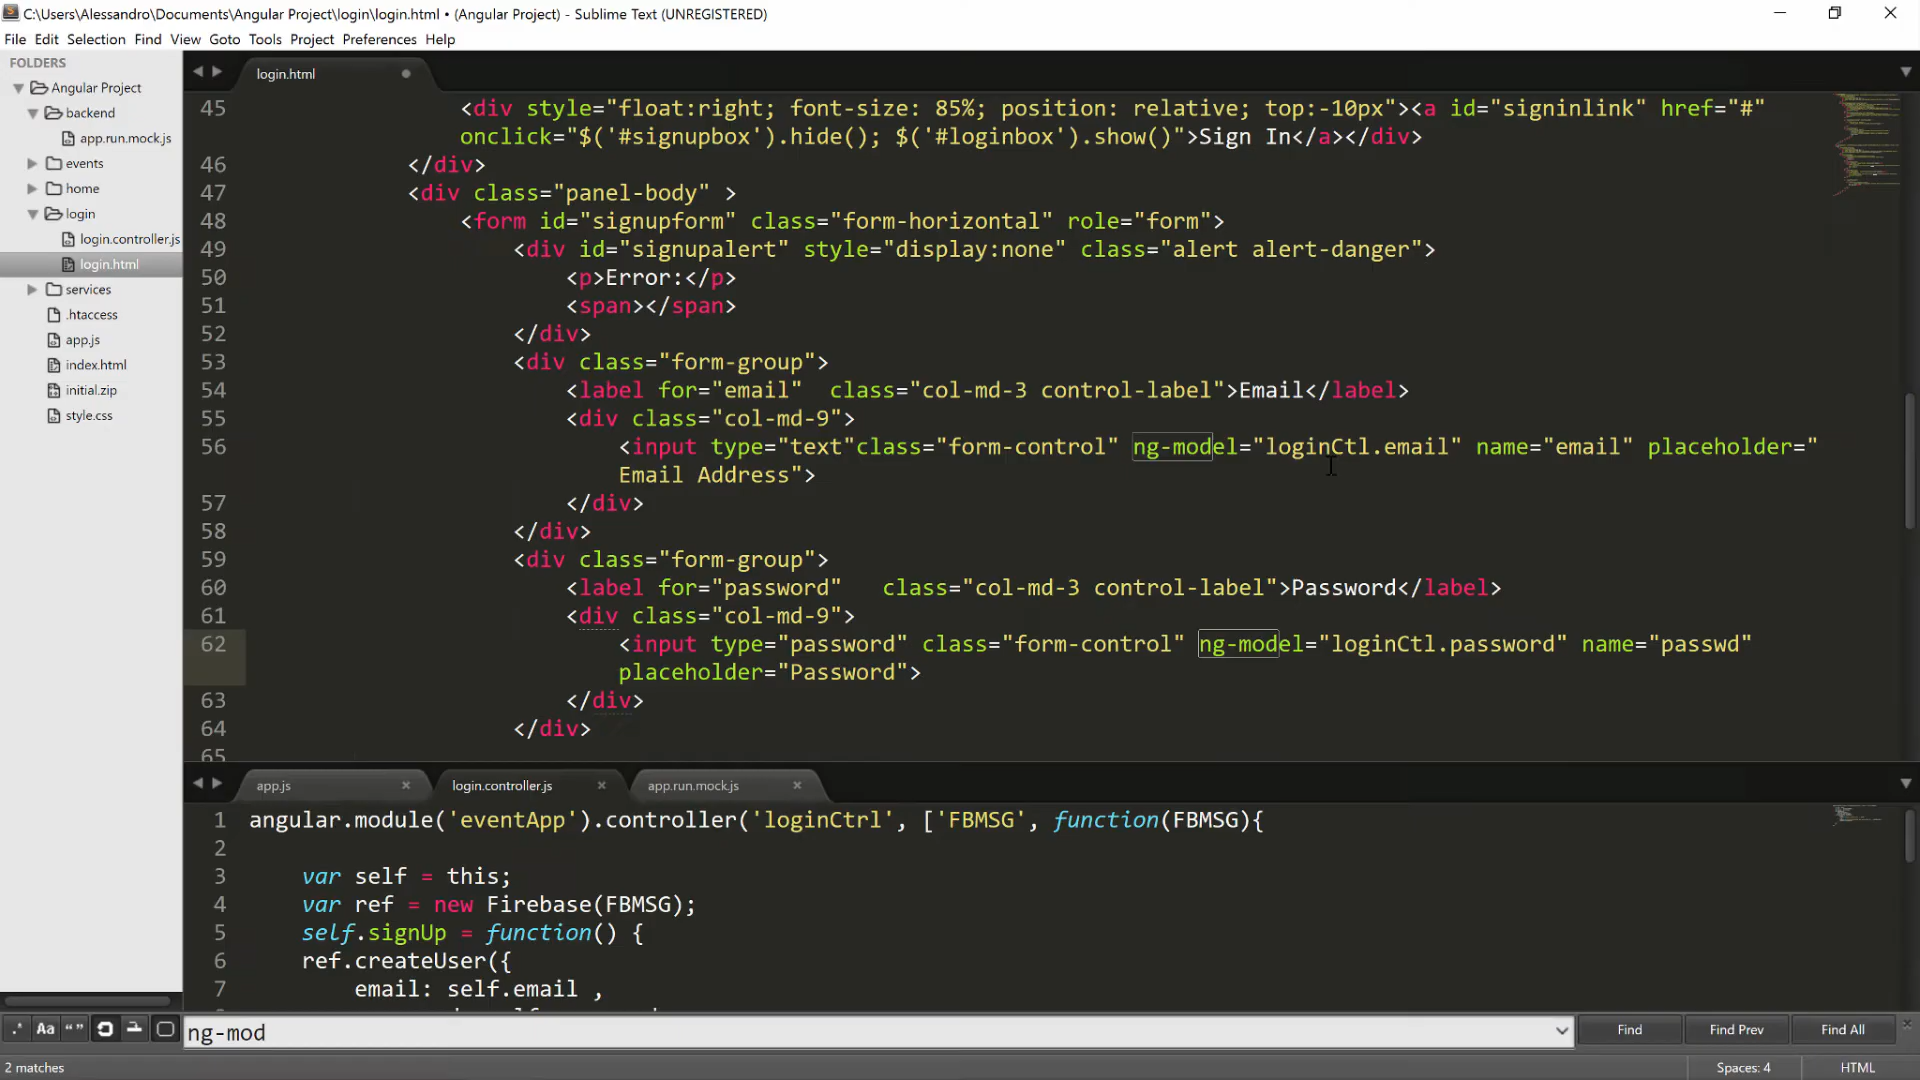 C:\Users\Alessandro\Documents\Angular Project\login\login.html • (Angular Project) - Sublime Text (UNREGISTERED)
File Edit Selection Find View Goto Tools Project Preferences Help
FOLDERS
Angular Project
backend
app.run.mock.js
events
home
login
login.controller.js
login.html
services
.htaccess
app.js
index.html
initial.zip
style.css
login.html
45 <div style="float:right; font-size: 85%; position: relative; top:-10px"><a id="signinlink" href="#"
onclick="$('#signupbox').hide(); $('#loginbox').show()">Sign In</a></div>
46 </div>
47 <div class="panel-body" >
48 <form id="signupform" class="form-horizontal" role="form">
49 <div id="signupalert" style="display:none" class="alert alert-danger">
50 <p>Error:</p>
51 <span></span>
52 </div>
53 <div class="form-group">
54 <label for="email"  class="col-md-3 control-label">Email</label>
55 <div class="col-md-9">
56 <input type="text"class="form-control" ng-model="loginCtl.email" name="email" placeholder="
Email Address">
57 </div>
58 </div>
59 <div class="form-group">
60 <label for="password"   class="col-md-3 control-label">Password</label>
61 <div class="col-md-9">
62 <input type="password" class="form-control" ng-model="loginCtl.password" name="passwd"
placeholder="Password">
63 </div>
64 </div>
65
app.js login.controller.js app.run.mock.js
1 angular.module('eventApp').controller('loginCtrl', ['FBMSG', function(FBMSG){
2
3 var self = this;
4 var ref = new Firebase(FBMSG);
5 self.signUp = function() {
6 ref.createUser({
7 email: self.email ,
.* Aa “ ” ng-mod Find Find Prev Find All
2 matches Spaces: 4 HTML